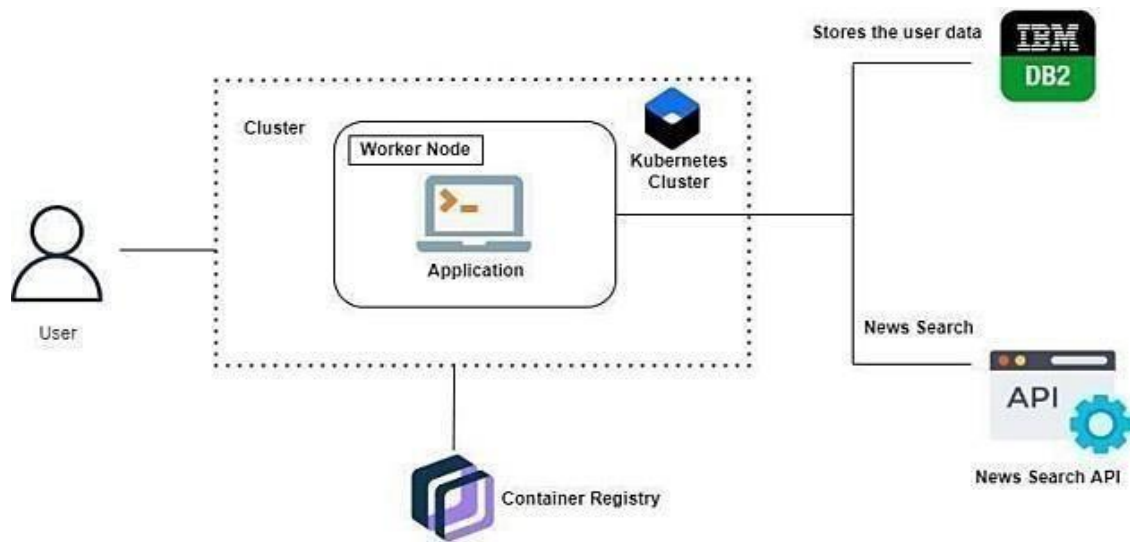 Stores the user data
IBM
DB2
Cluster
Worker Node
Kubernetes
Cluster
>_
Application
User
News Search
API
News Search API
Container Registry